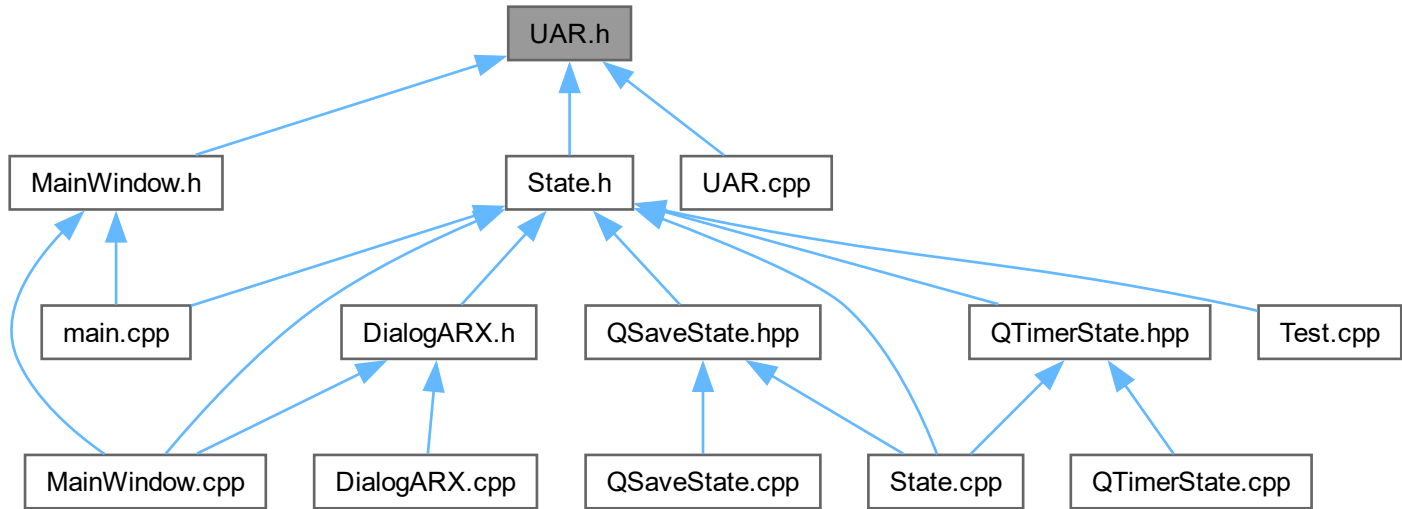 UAR.h
MainWindow.h
State.h
UAR.cpp
main.cpp
DialogARX.h
QSaveState.hpp
QTimerState.hpp
Test.cpp
MainWindow.cpp
DialogARX.cpp
QSaveState.cpp
State.cpp
QTimerState.cpp